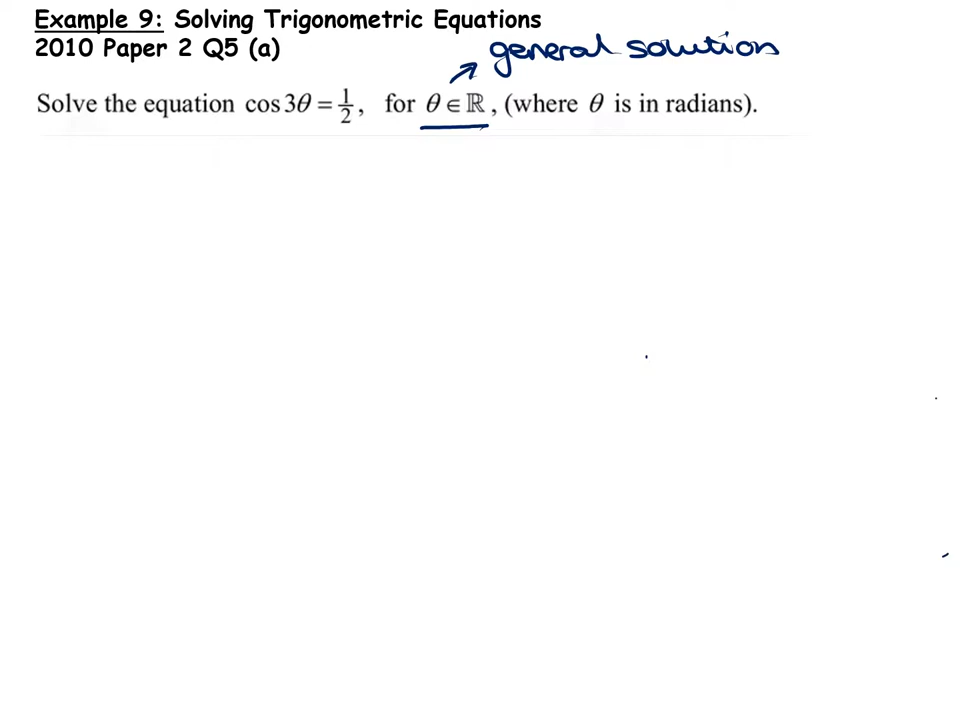 Example 9: Solving Trigonometric Equations
2010 Paper 2 Q5 (a)
general solution
Solve the equation cos 3θ = 1/2, for θ ∈ ℝ, (where θ is in radians).